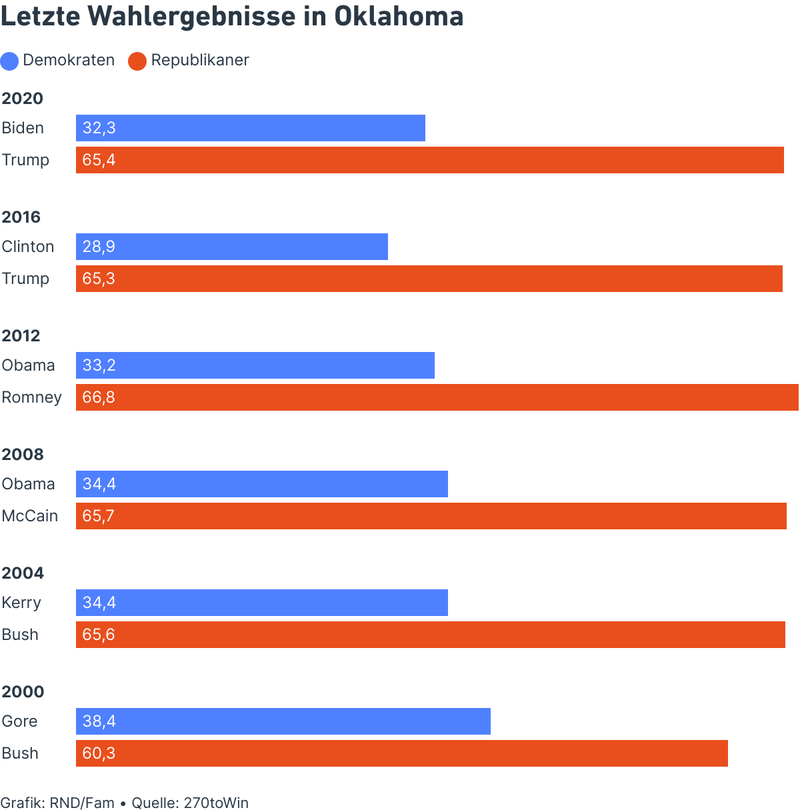 Letzte Wahlergebnisse in Oklahoma
Demokraten Republikaner
2020
Biden 32,3
Trump 65,4
2016
Clinton 28,9
Trump 65,3
2012
Obama 33,2
Romney 66,8
2008
Obama 34,4
McCain 65,7
2004
Kerry 34,4
Bush 65,6
2000
Gore 38,4
Bush 60,3
Grafik: RND/Fam • Quelle: 270toWin